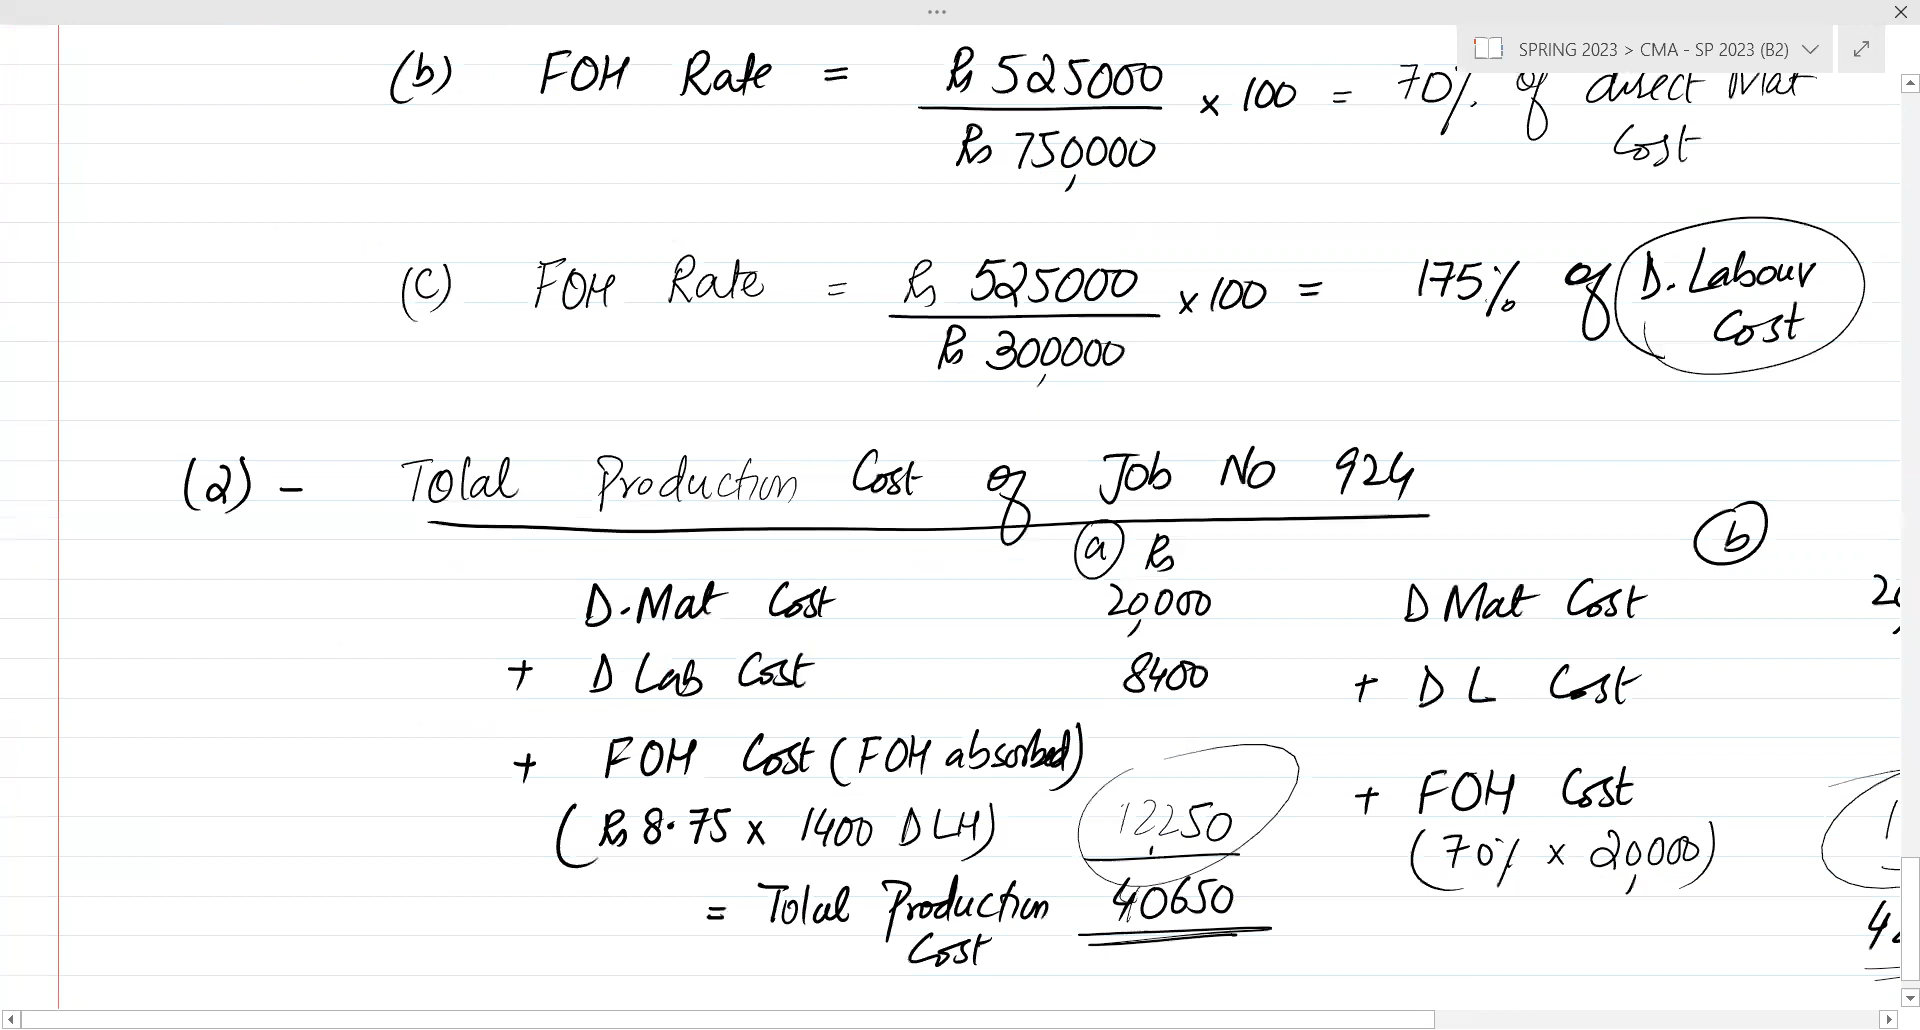 SPRING 2023 > CMA - SP 2023 (B2)
(b) FOH Rate = Rs 525000 / Rs 750,000 x 100 = 70% of direct Mat Cost
(c) FOH Rate = Rs 525000 / Rs 300,000 x 100 = 175% of D. Labour Cost
(2) - Total Production Cost of Job No 924
(a) Rs (b)
D.Mat Cost 20,000 D Mat Cost
+ D Lab Cost 8400 + D L Cost
+ FOH Cost (FOH absorbed) + FOH Cost
(Rs 8.75 x 1400 DLH) 12,250 (70% x 20,000)
= Total Production Cost 40650